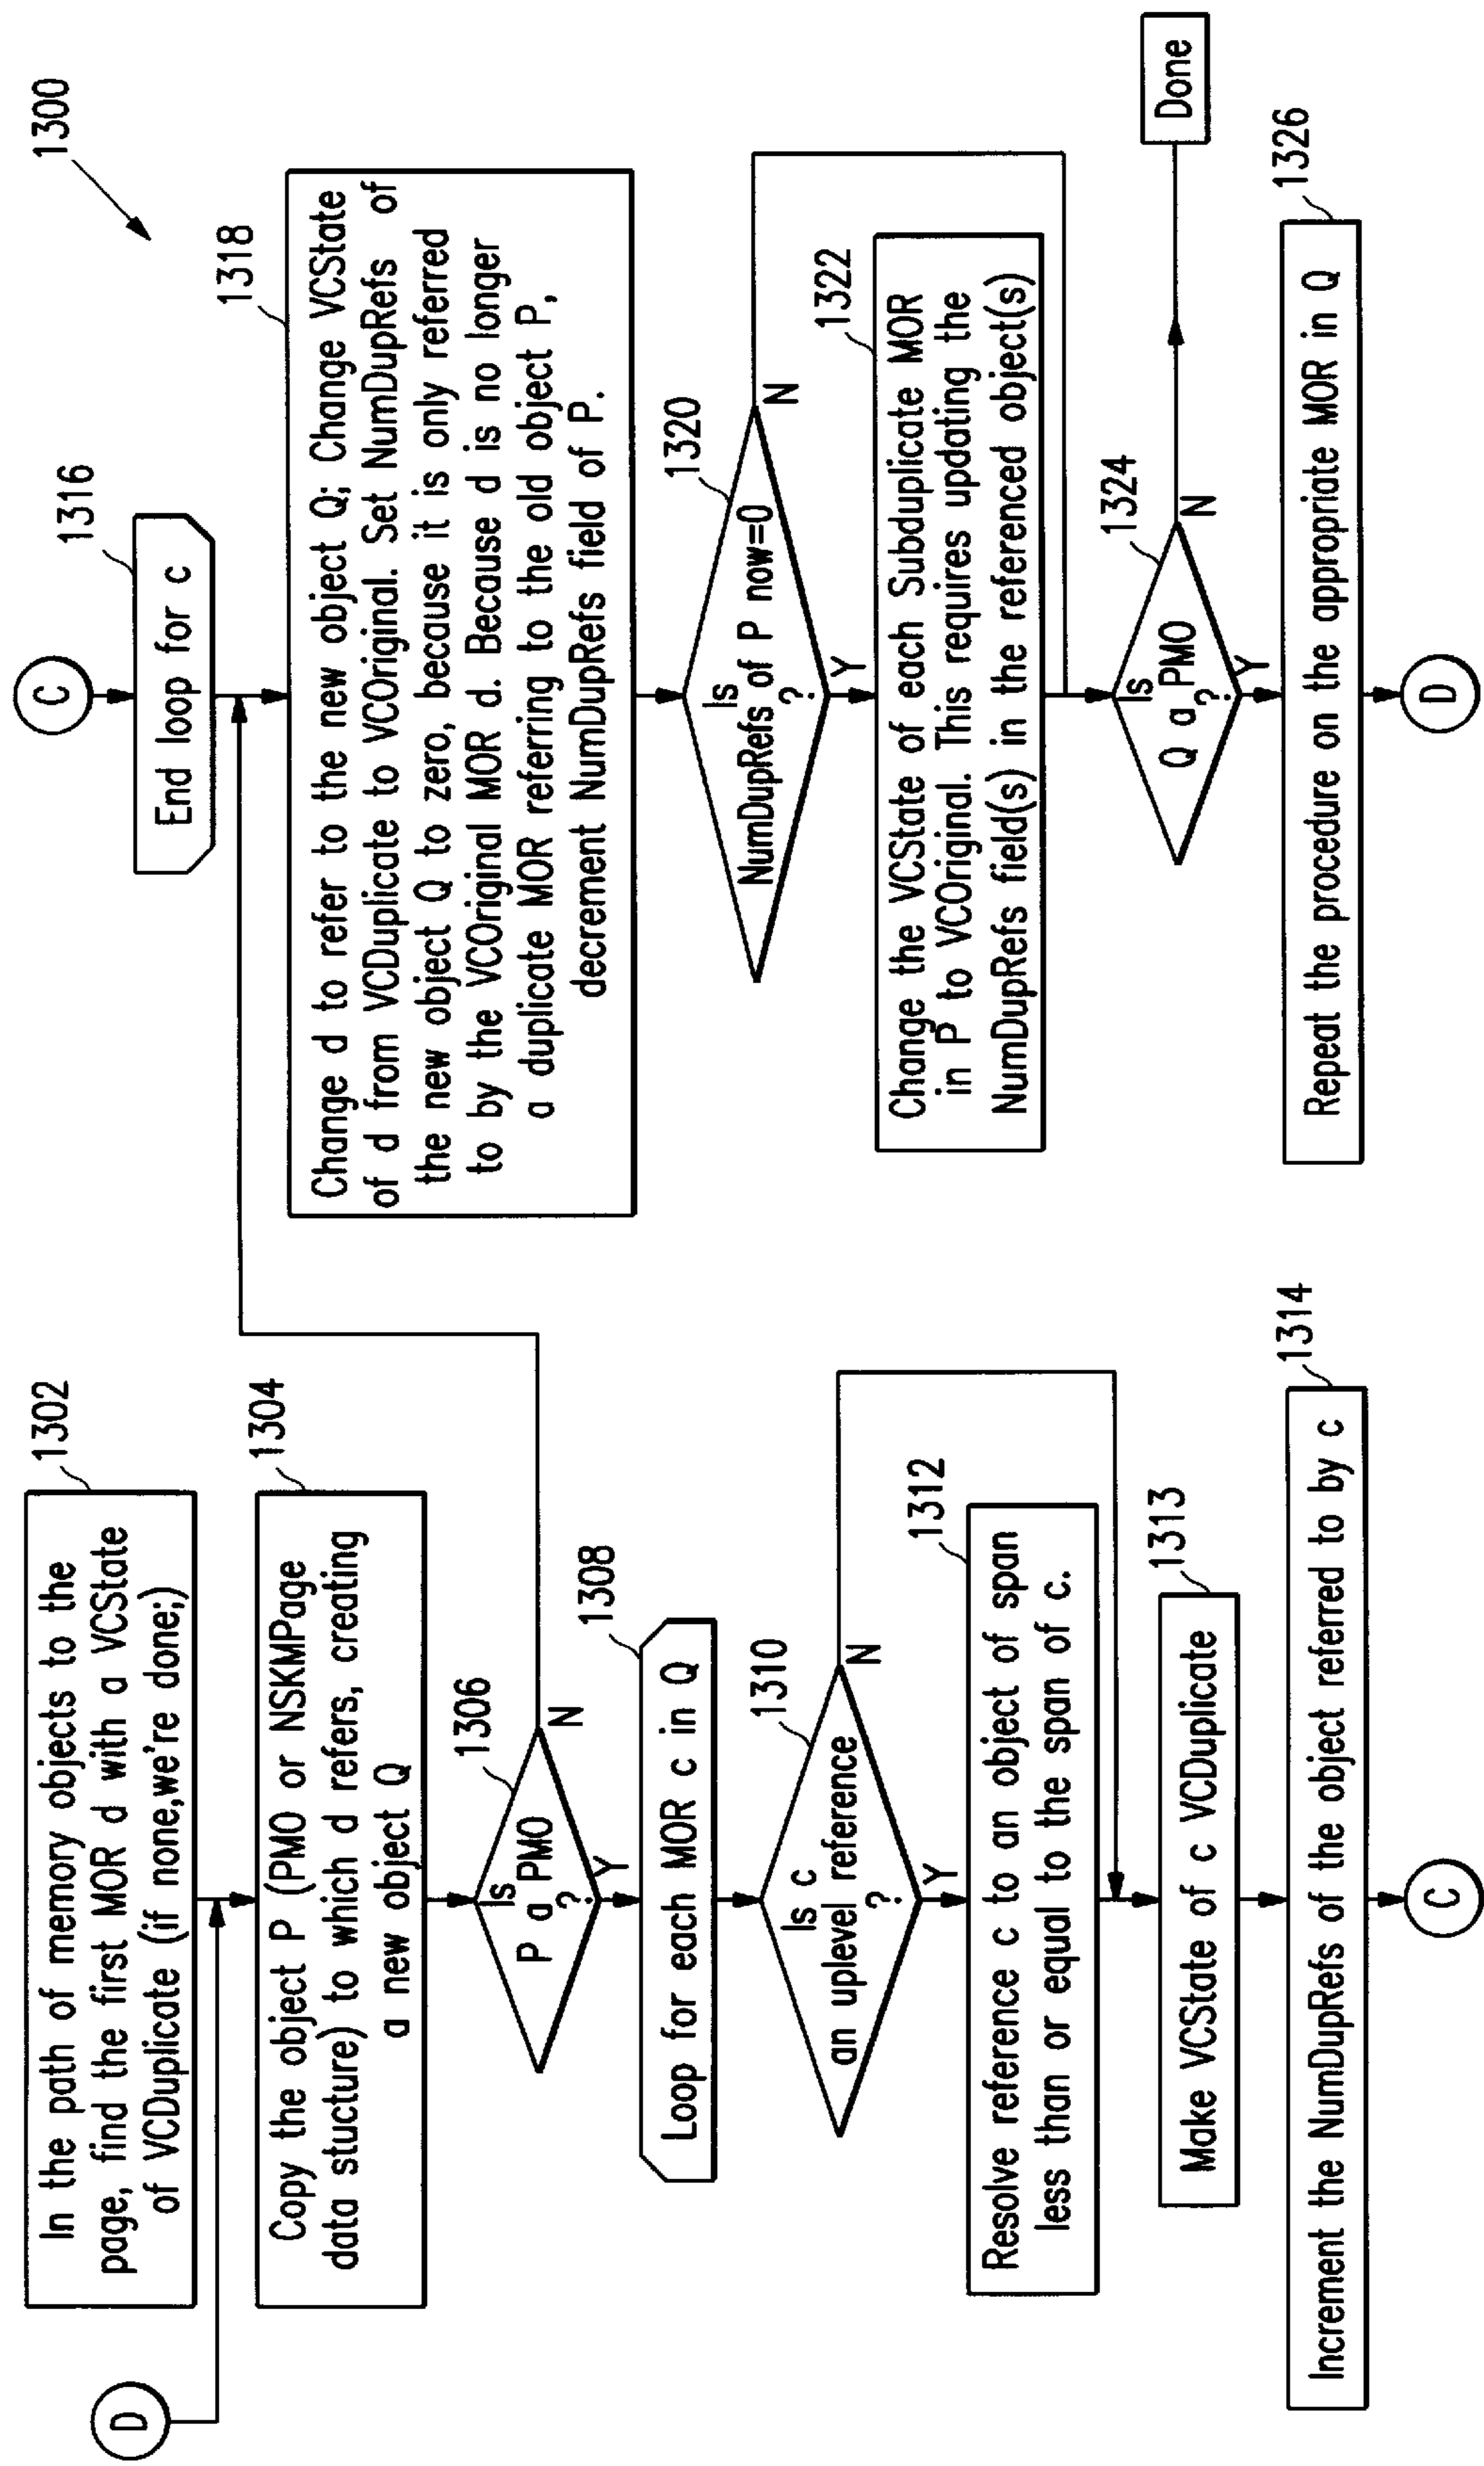 1300
In the path of memory objects to the
page, find the first MOR d with a VCState
of VCDuplicate (if none,we're done;)
1302
D
Copy the object P (PMO or NSKMPage
data stucture) to which d refers, creating
a new object Q
1304
Is
P a PMO
?
1306
N
Y
Loop for each MOR c in Q
1308
Is c
an uplevel reference
?
1310
N
Y
Resolve reference c to an object of span
less than or equal to the span of c.
1312
Make VCState of c VCDuplicate
1313
Increment the NumDupRefs of the object referred to by c
1314
C
C
End loop for c
1316
Change d to refer to the new object Q; Change VCState
of d from VCDuplicate to VCOriginal. Set NumDupRefs of
the new object Q to zero, because it is only referred
to by the VCOriginal MOR d. Because d is no longer
a duplicate MOR referring to the old object P,
decrement NumDupRefs field of P.
1318
Is
NumDupRefs of P now=0
?
1320
N
Y
Change the VCState of each Subduplicate MOR
in P to VCOriginal. This requires updating the
NumDupRefs field(s) in the referenced object(s)
1322
Is
Q a PMO
?
1324
N
Done
Y
Repeat the procedure on the appropriate MOR in Q
1326
D